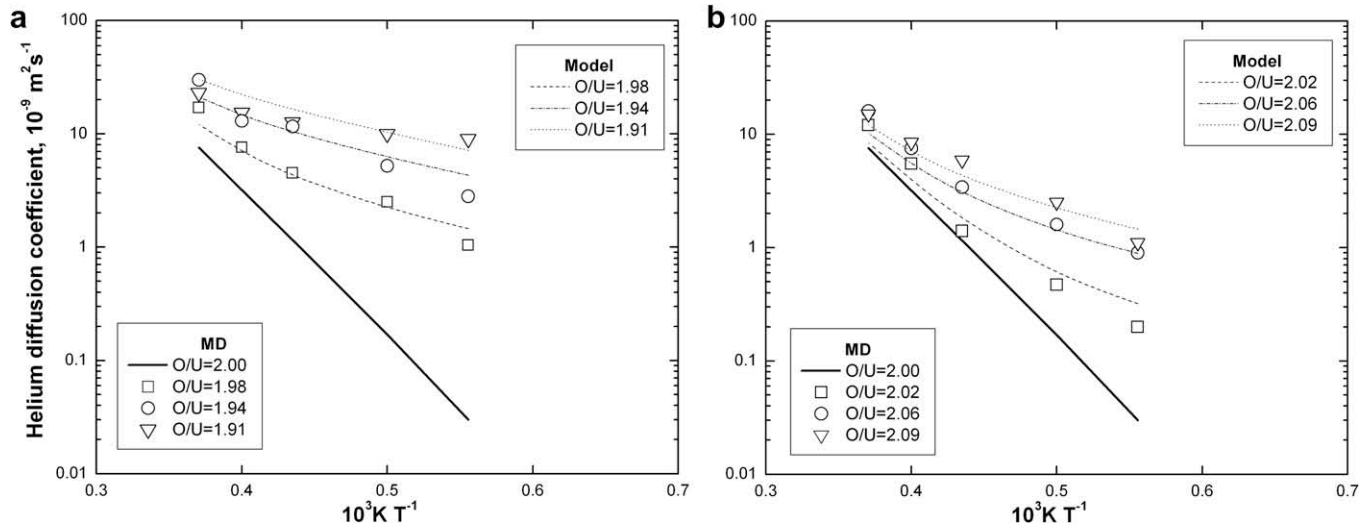 a
Helium diffusion coefficient, 10⁻⁹ m²s⁻¹
100
10
1
0.1
0.01
0.3
0.4
0.5
0.6
0.7
10³K T⁻¹
Model
O/U=1.98
O/U=1.94
O/U=1.91
MD
O/U=2.00
O/U=1.98
O/U=1.94
O/U=1.91
b
100
10
1
0.1
0.01
0.3
0.4
0.5
0.6
0.7
10³K T⁻¹
Model
O/U=2.02
O/U=2.06
O/U=2.09
MD
O/U=2.00
O/U=2.02
O/U=2.06
O/U=2.09